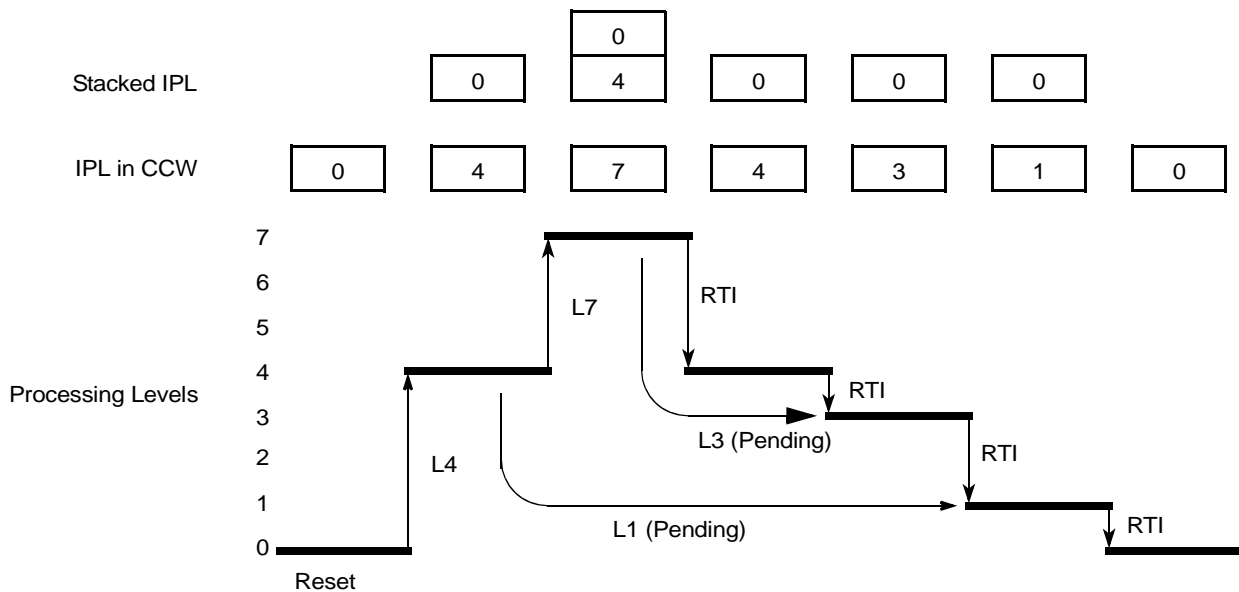 0
Stacked IPL 0 4 0 0 0
IPL in CCW 0 4 7 4 3 1 0
7
6
RTI
L7
5
Processing Levels 4
RTI
3
L3 (Pending)
2
L4
RTI
1
L1 (Pending)
RTI
0
Reset